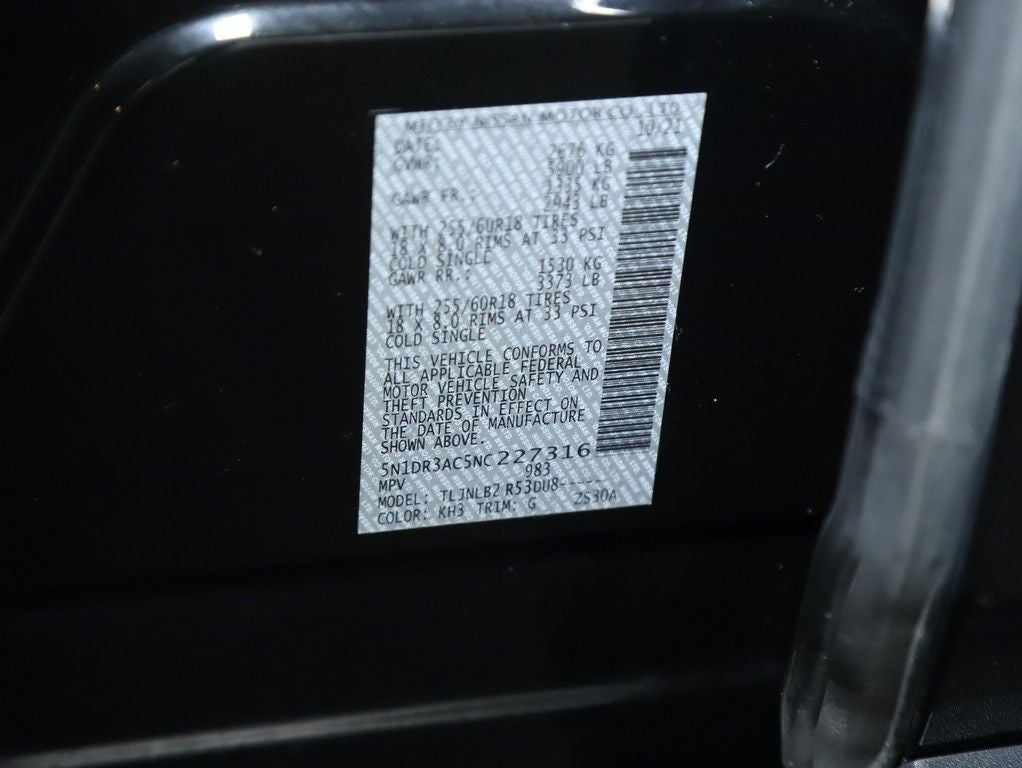 MFD BY NISSAN MOTOR CO., LTD.
DATE: 10/21
GVWR: 2676 KG
5900 LB
GAWR FR.: 1335 KG
2943 LB
WITH 255/60R18 TIRES
18 X 8.0 RIMS AT 33 PSI
COLD SINGLE
GAWR RR.: 1530 KG
3373 LB
WITH 255/60R18 TIRES
18 X 8.0 RIMS AT 33 PSI
COLD SINGLE
THIS VEHICLE CONFORMS TO
ALL APPLICABLE FEDERAL
MOTOR VEHICLE SAFETY AND
THEFT PREVENTION
STANDARDS IN EFFECT ON
THE DATE OF MANUFACTURE
SHOWN ABOVE.
5N1DR3AC5NC227316
MPV 983
MODEL: TLJNLB2 R53DU8-----
COLOR: KH3 TRIM: G ZS30A